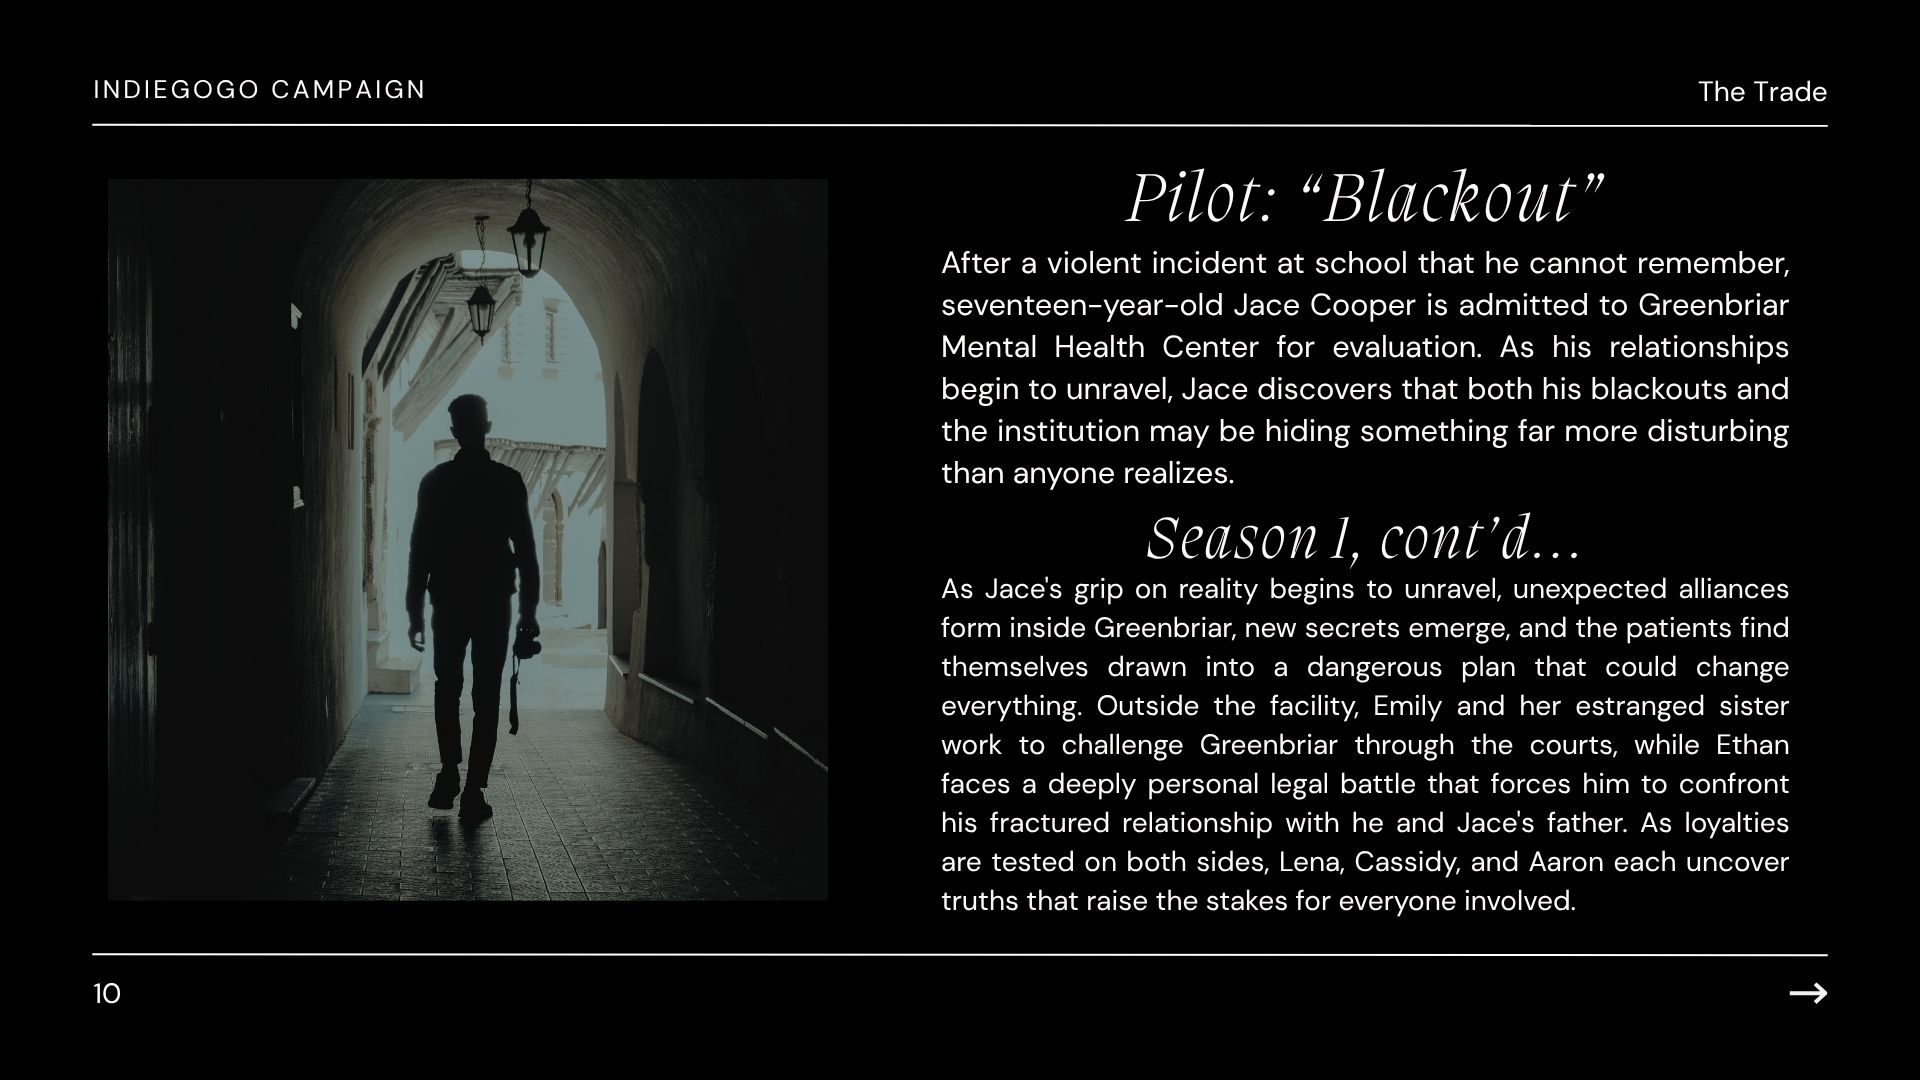 INDIEGOGO CAMPAIGN
The Trade
Pilot: “Blackout”
After a violent incident at school that he cannot remember,
seventeen-year-old Jace Cooper is admitted to Greenbriar
Mental Health Center for evaluation. As his relationships
begin to unravel, Jace discovers that both his blackouts and
the institution may be hiding something far more disturbing
than anyone realizes.
Season 1, cont’d...
As Jace's grip on reality begins to unravel, unexpected alliances
form inside Greenbriar, new secrets emerge, and the patients find
themselves drawn into a dangerous plan that could change
everything. Outside the facility, Emily and her estranged sister
work to challenge Greenbriar through the courts, while Ethan
faces a deeply personal legal battle that forces him to confront
his fractured relationship with he and Jace's father. As loyalties
are tested on both sides, Lena, Cassidy, and Aaron each uncover
truths that raise the stakes for everyone involved.
10